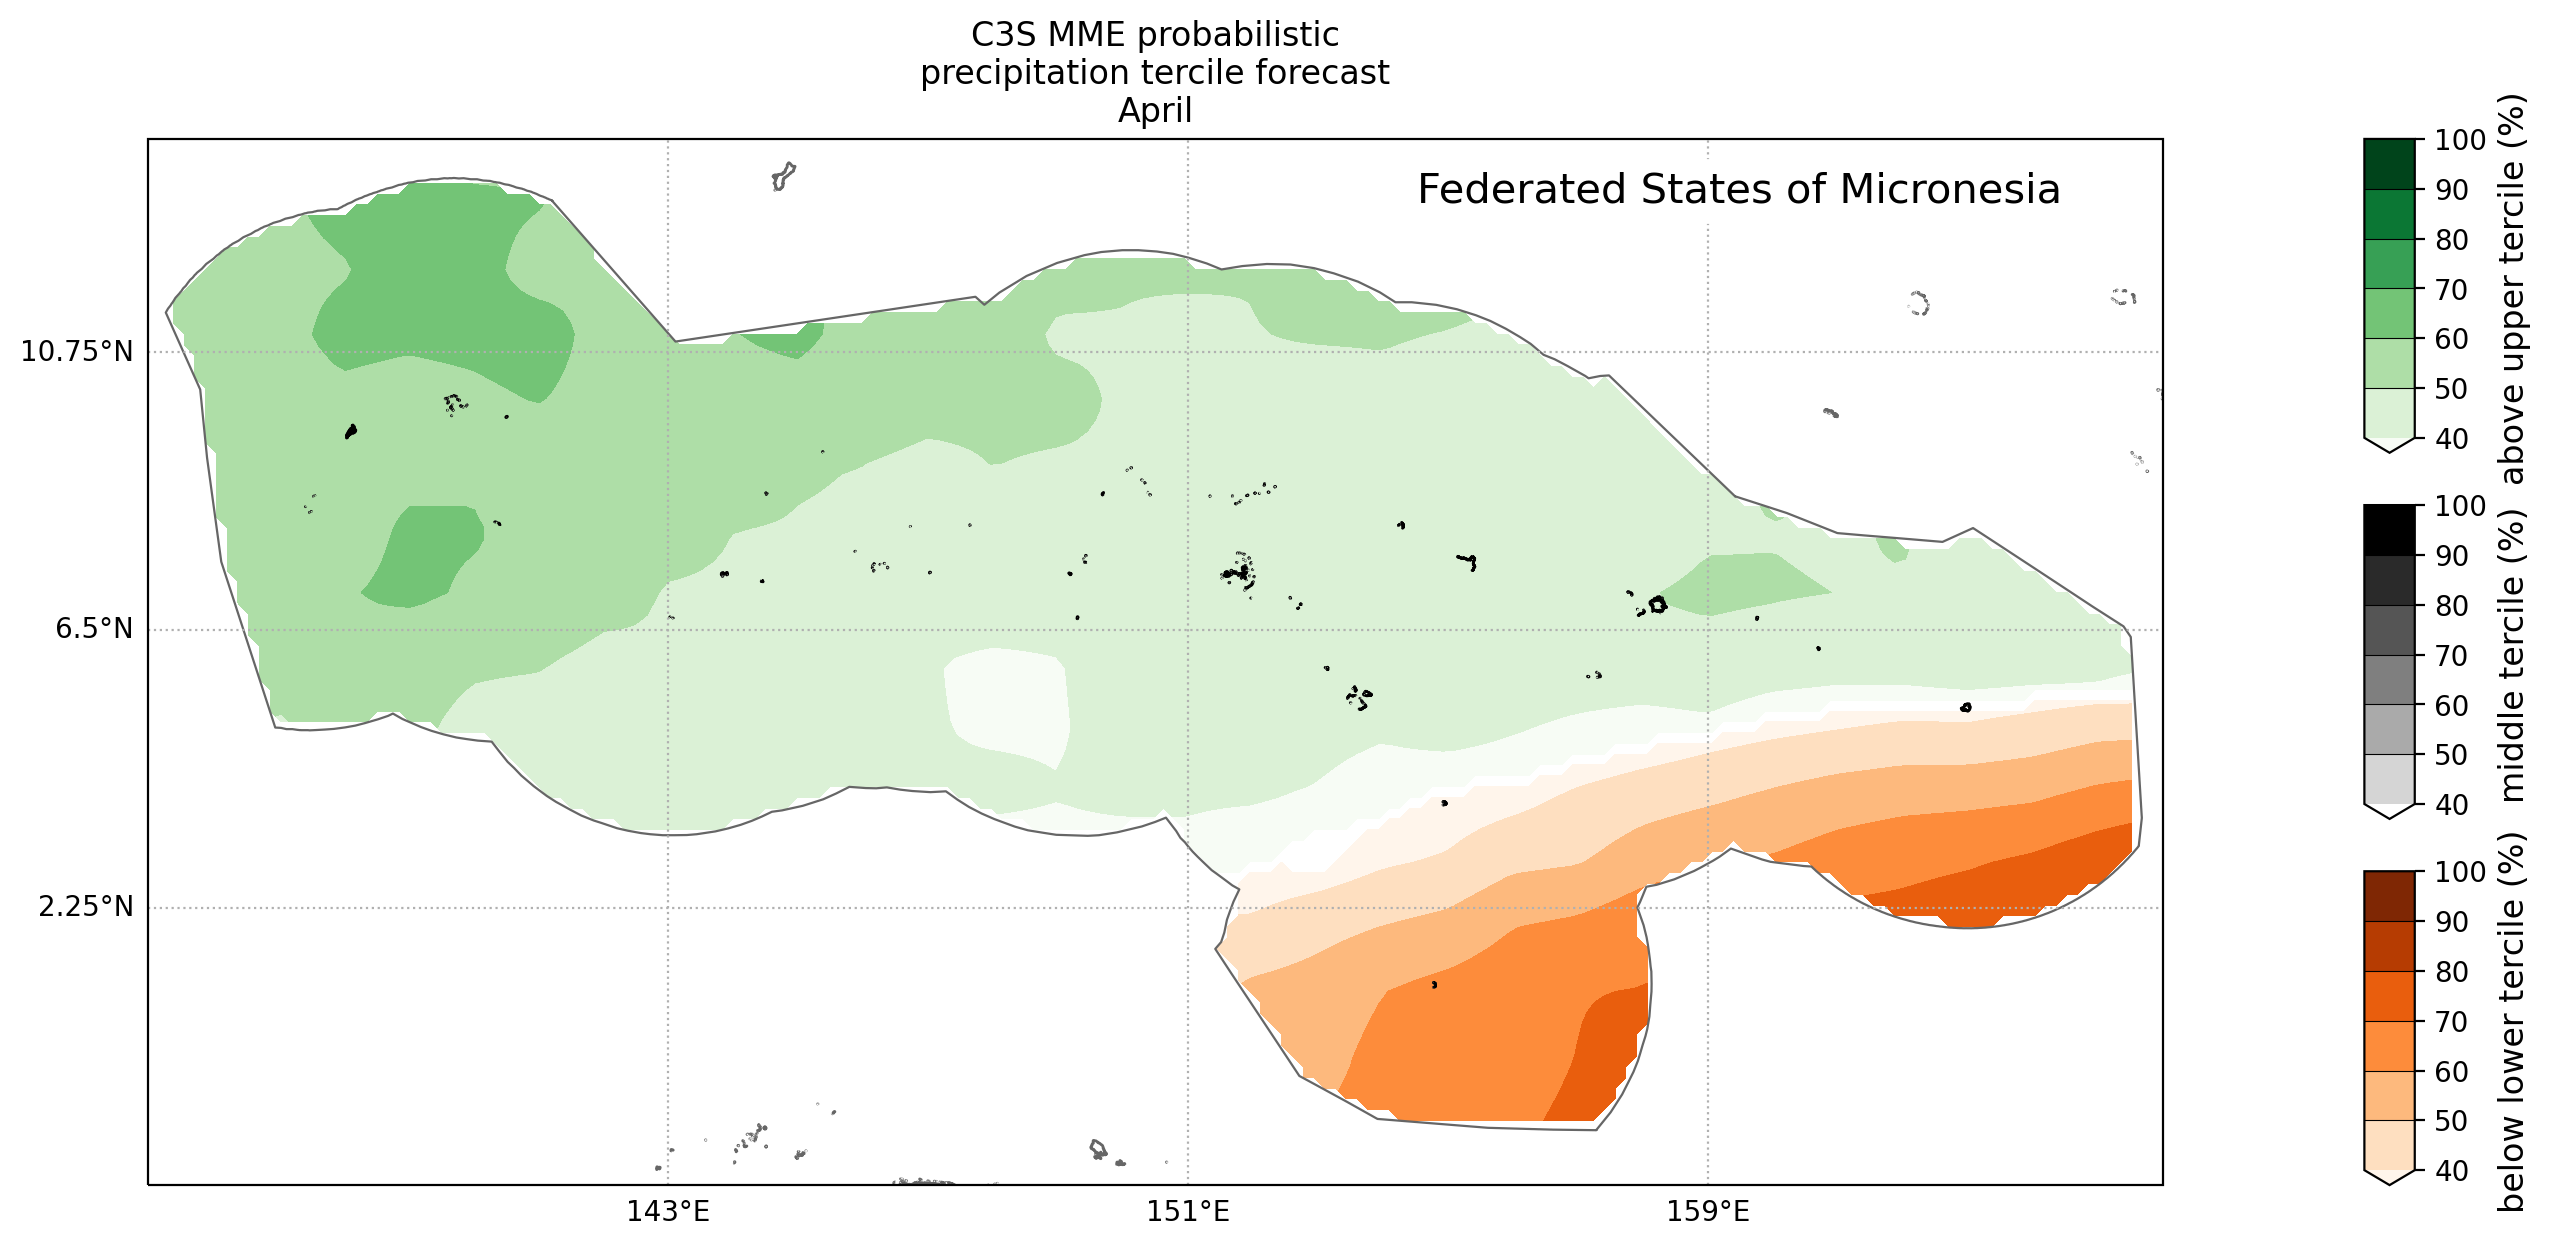 C3S MME probabilistic
precipitation tercile forecast
April
Federated States of Micronesia
10.75°N
6.5°N
2.25°N
143°E
151°E
159°E
100
90
80
70
60
50
40
above upper tercile (%)
100
90
80
70
60
50
40
middle tercile (%)
100
90
80
70
60
50
40
below lower tercile (%)